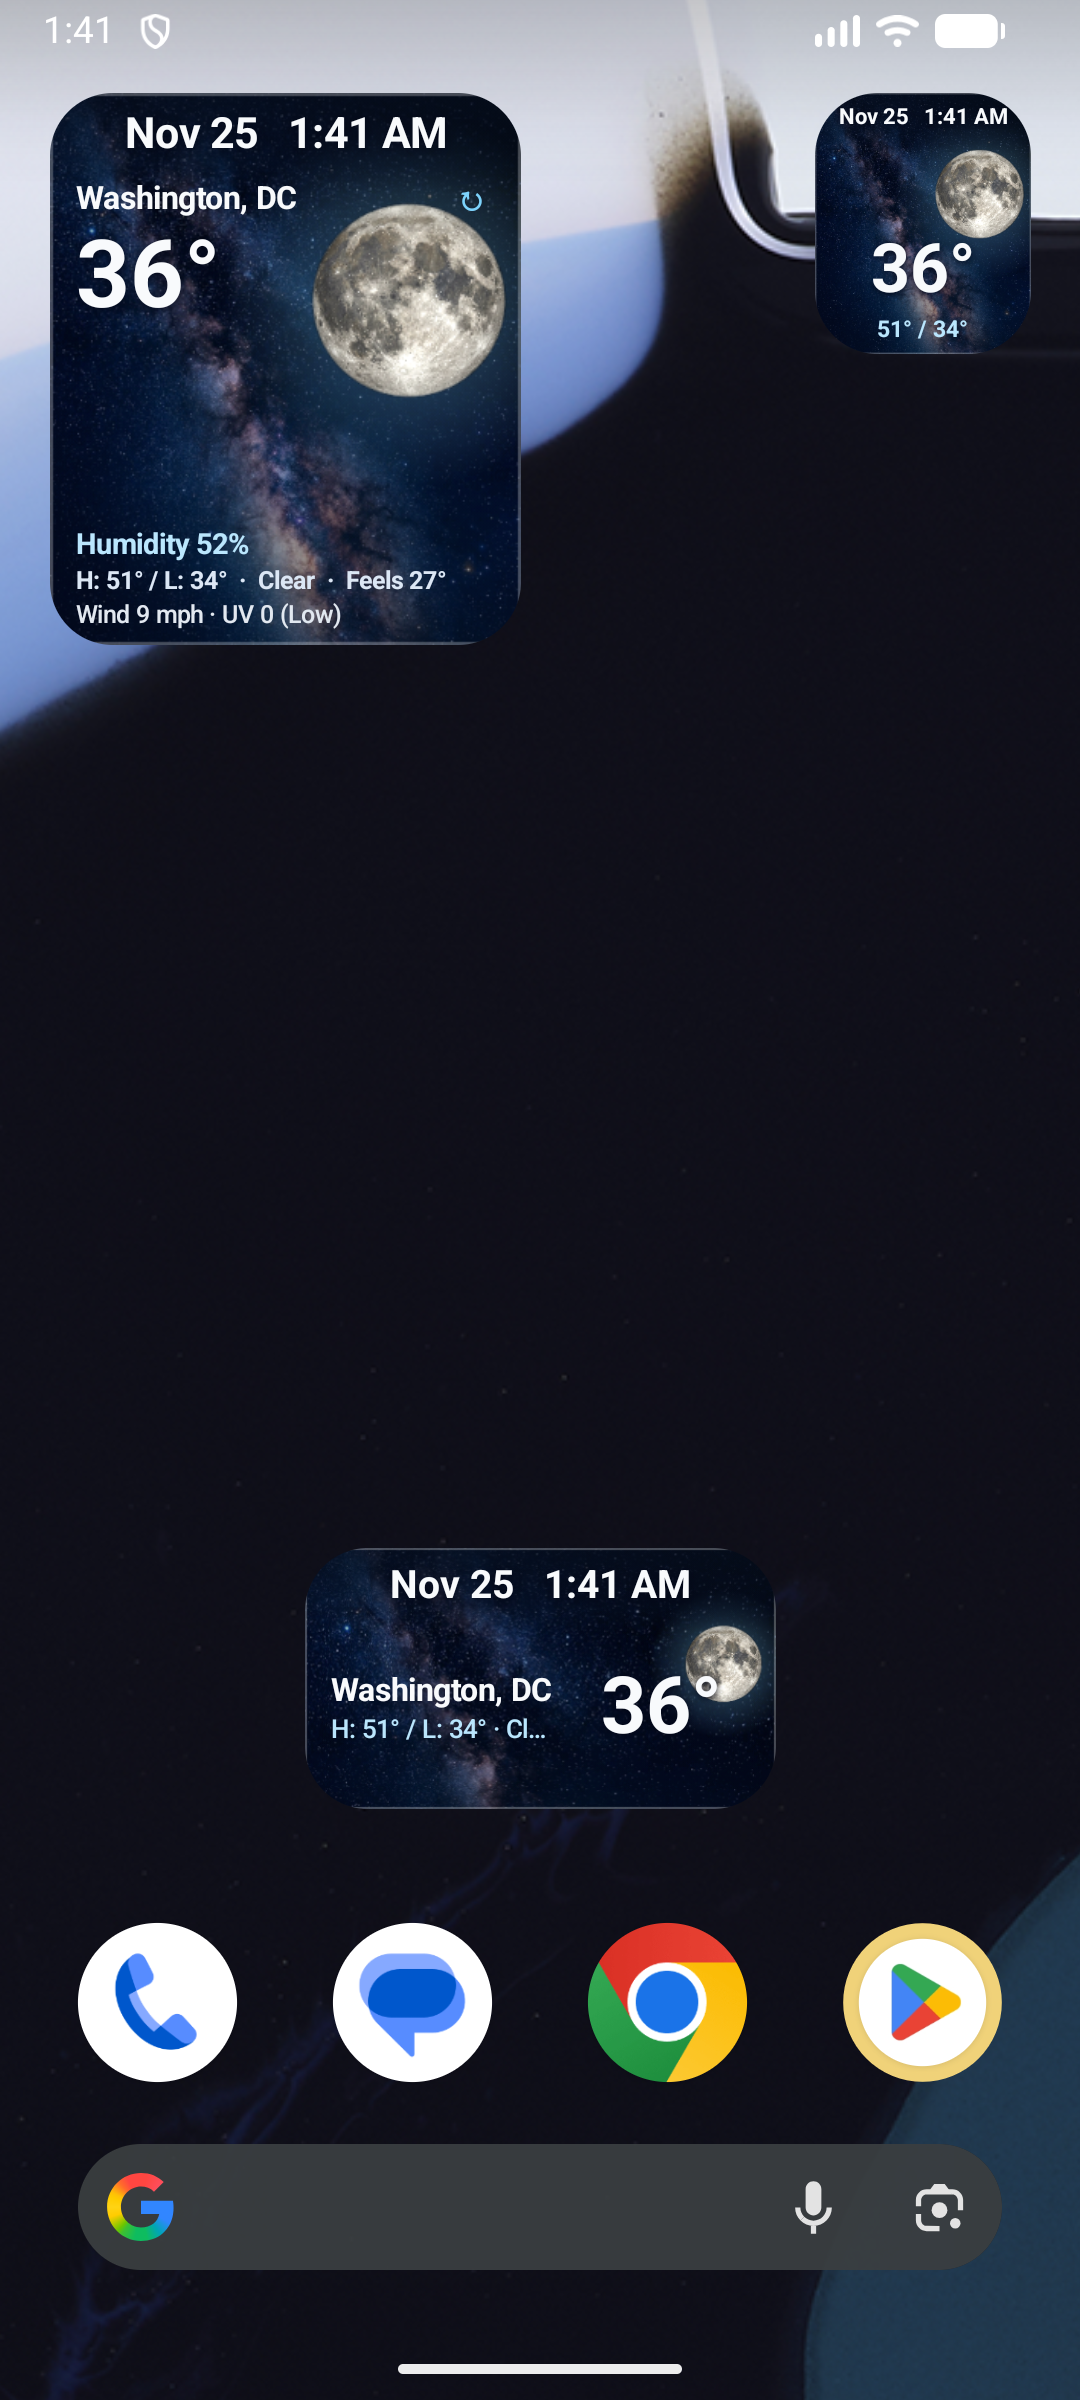 1:41
Nov 25 1:41 AM
Washington, DC
36°
Humidity 52%
H: 51° / L: 34° · Clear · Feels 27°
Wind 9 mph · UV 0 (Low)
Nov 25 1:41 AM
36°
51° / 34°
Nov 25 1:41 AM
Washington, DC
36°
H: 51° / L: 34° · Cl...